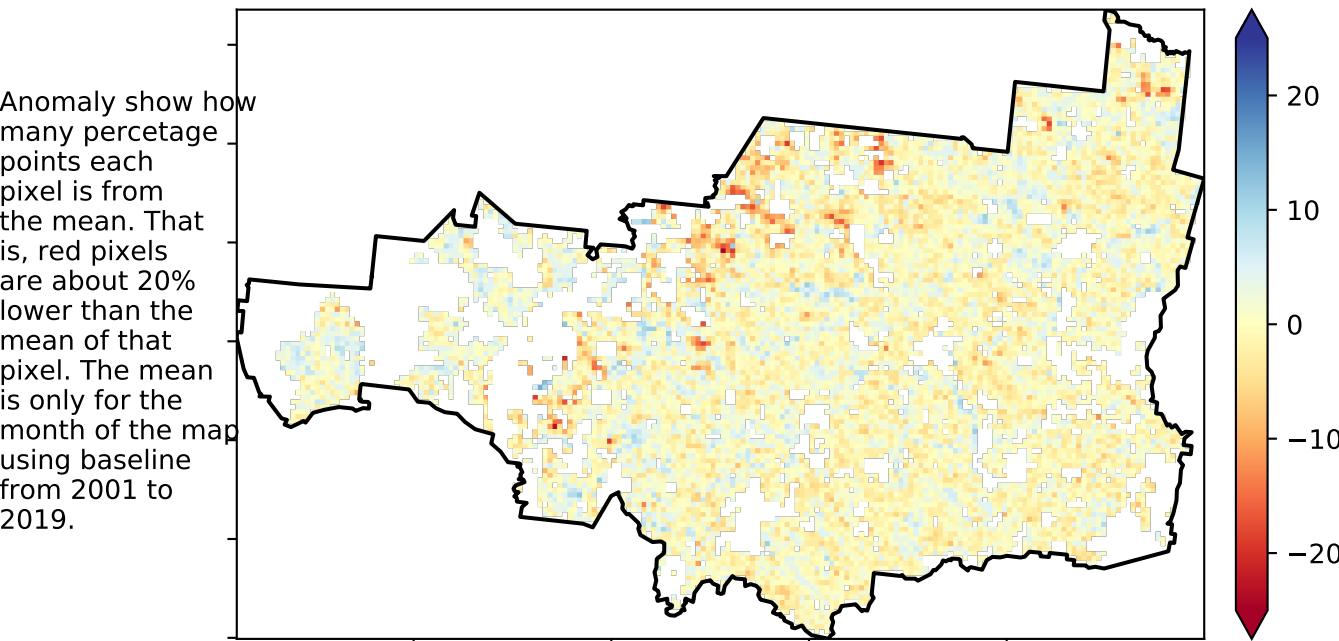 Anomaly show how
many percetage
points each
pixel is from
the mean. That
is, red pixels
are about 20%
lower than the
mean of that
pixel. The mean
is only for the
month of the map
using baseline
from 2001 to
2019.
20
10
0
−10
−20